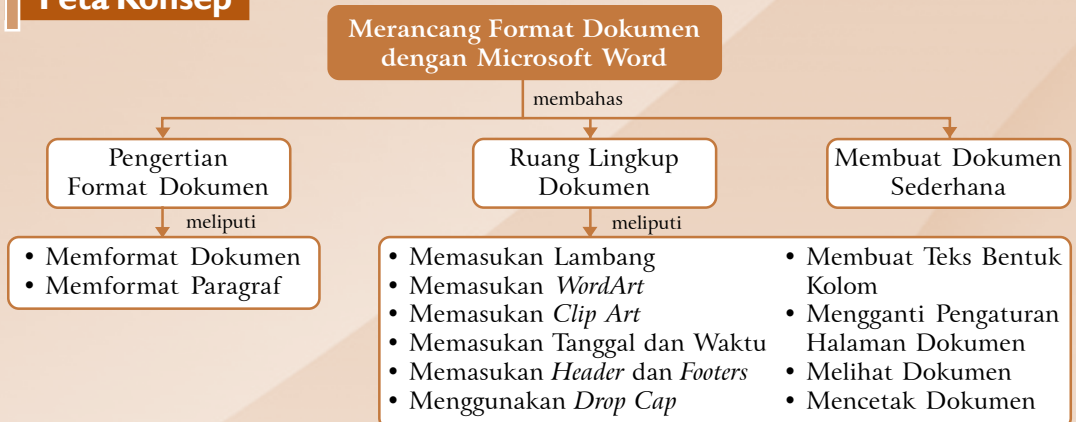 Peta Konsep
Merancang Format Dokumen
dengan Microsoft Word
membahas
Pengertian
Format Dokumen
Ruang Lingkup
Dokumen
Membuat Dokumen
Sederhana
meliputi
meliputi
• Memformat Dokumen
• Memformat Paragraf
• Memasukan Lambang
• Memasukan WordArt
• Memasukan Clip Art
• Memasukan Tanggal dan Waktu
• Memasukan Header dan Footers
• Menggunakan Drop Cap
• Membuat Teks Bentuk
Kolom
• Mengganti Pengaturan
Halaman Dokumen
• Melihat Dokumen
• Mencetak Dokumen